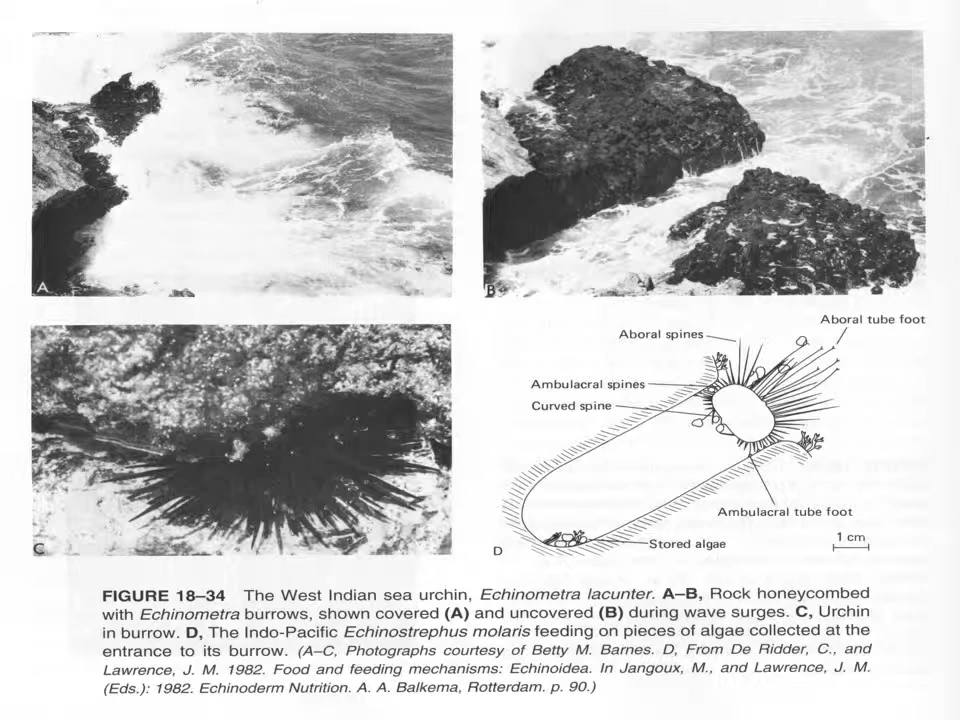 A
B
C
Aboral spines
Aboral tube foot
Ambulacral spines
Curved spine
Ambulacral tube foot
Stored algae
1 cm
D
FIGURE 18–34 The West Indian sea urchin, Echinometra lacunter. A–B, Rock honeycombed
with Echinometra burrows, shown covered (A) and uncovered (B) during wave surges. C, Urchin
in burrow. D, The Indo-Pacific Echinostrephus molaris feeding on pieces of algae collected at the
entrance to its burrow. (A–C, Photographs courtesy of Betty M. Barnes. D, From De Ridder, C., and
Lawrence, J. M. 1982. Food and feeding mechanisms: Echinoidea. In Jangoux, M., and Lawrence, J. M.
(Eds.): 1982. Echinoderm Nutrition. A. A. Balkema, Rotterdam. p. 90.)